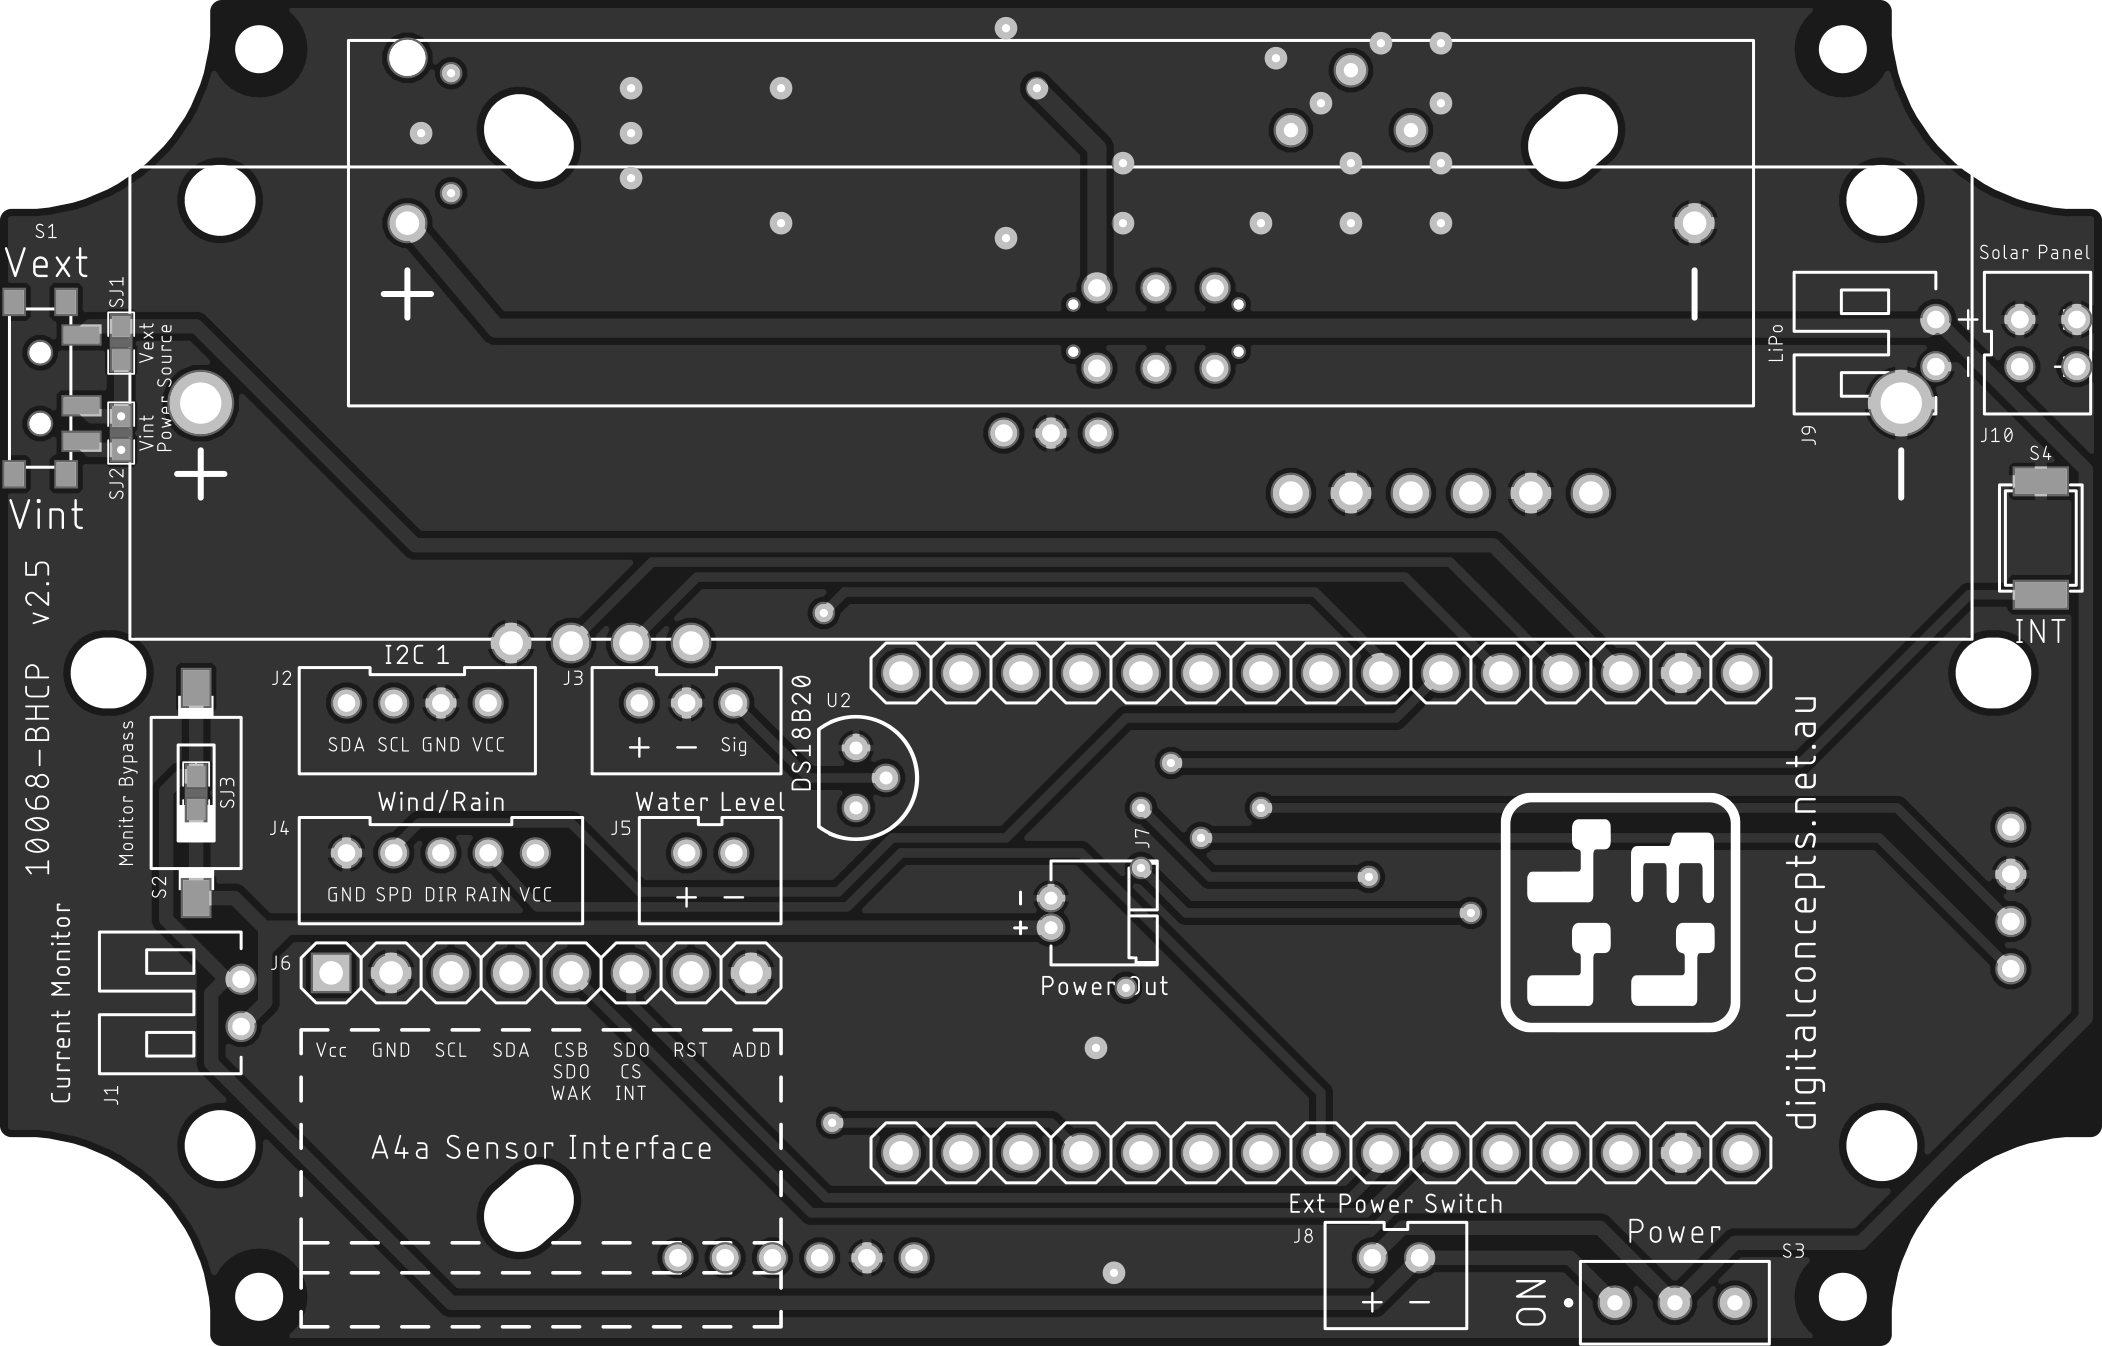 S1
Vext
SJ1
Vext
Power Source
Vint
SJ2
Vint
+
−
+
−
Solar Panel
LiPo
+
−
J9
J10
S4
INT
10068-BHCP v2.5
I2C 1
J2
SDA SCL GND VCC
J3
+ − Sig
DS18B20
U2
Monitor Bypass
SJ3
S2
Wind/Rain
J4
GND SPD DIR RAIN VCC
Water Level
J5
+ −
J7
−
+
Power Out
digitalconcepts.net.au
Current Monitor
J1
J6
Vcc GND SCL SDA CSB SDO RST ADD
SDO CS
WAK INT
A4a Sensor Interface
Ext Power Switch
J8
+ −
Power
S3
ON